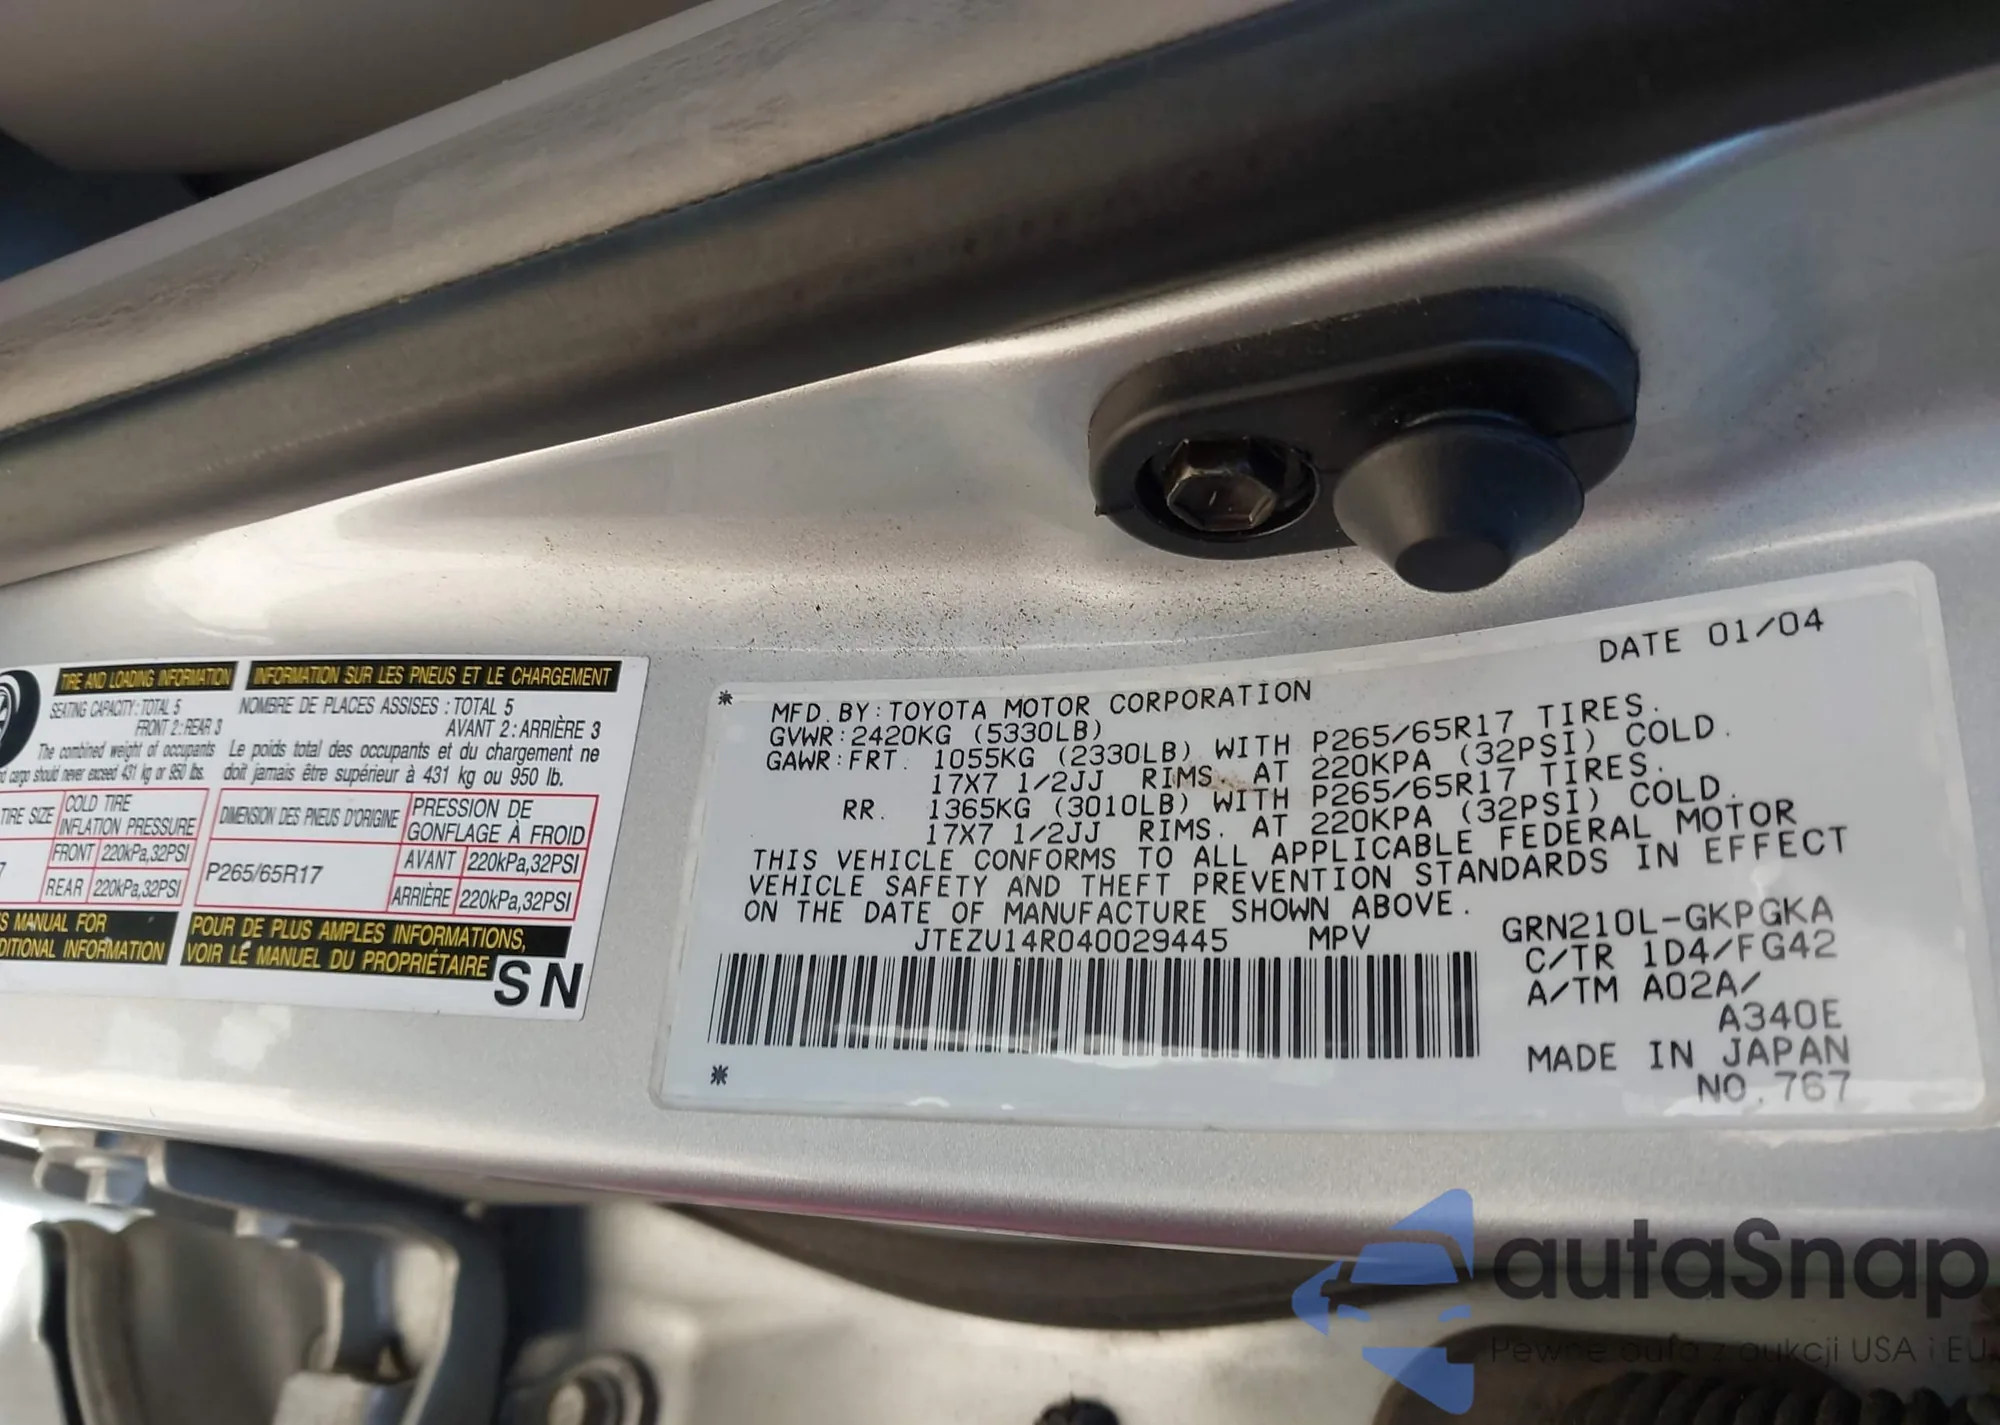 TIRE AND LOADING INFORMATION
SEATING CAPACITY: TOTAL 5
FRONT 2: REAR 3
The combined weight of occupants
cargo should never exceed 431 kg or 950 lbs.
TIRE SIZE
COLD TIRE
INFLATION PRESSURE
FRONT 220kPa,32PSI
REAR 220kPa,32PSI
MANUAL FOR
INFORMATION
INFORMATION SUR LES PNEUS ET LE CHARGEMENT
NOMBRE DE PLACES ASSISES : TOTAL 5
AVANT 2: ARRIÈRE 3
Le poids total des occupants et du chargement ne
doit jamais être supérieur à 431 kg ou 950 lb.
DIMENSION DES PNEUS D'ORIGINE
PRESSION DE
GONFLAGE À FROID
P265/65R17
AVANT 220kPa,32PSI
ARRIÈRE 220kPa,32PSI
POUR DE PLUS AMPLES INFORMATIONS,
VOIR LE MANUEL DU PROPRIÉTAIRE
SN
DATE 01/04
MFD. BY: TOYOTA MOTOR CORPORATION
GVWR: 2420KG (5330LB)
GAWR: FRT. 1055KG (2330LB) WITH P265/65R17 TIRES.
17X7 1/2JJ RIMS. AT 220KPA (32PSI) COLD.
RR. 1365KG (3010LB) WITH P265/65R17 TIRES.
17X7 1/2JJ RIMS. AT 220KPA (32PSI) COLD.
THIS VEHICLE CONFORMS TO ALL APPLICABLE FEDERAL MOTOR
VEHICLE SAFETY AND THEFT PREVENTION STANDARDS IN EFFECT
ON THE DATE OF MANUFACTURE SHOWN ABOVE.
JTEZU14R040029445 MPV
GRN210L-GKPGKA
C/TR 1D4/FG42
A/TM A02A/
A340E
MADE IN JAPAN
NO. 767
autaSnap
Pewne auta z aukcji USA i EU